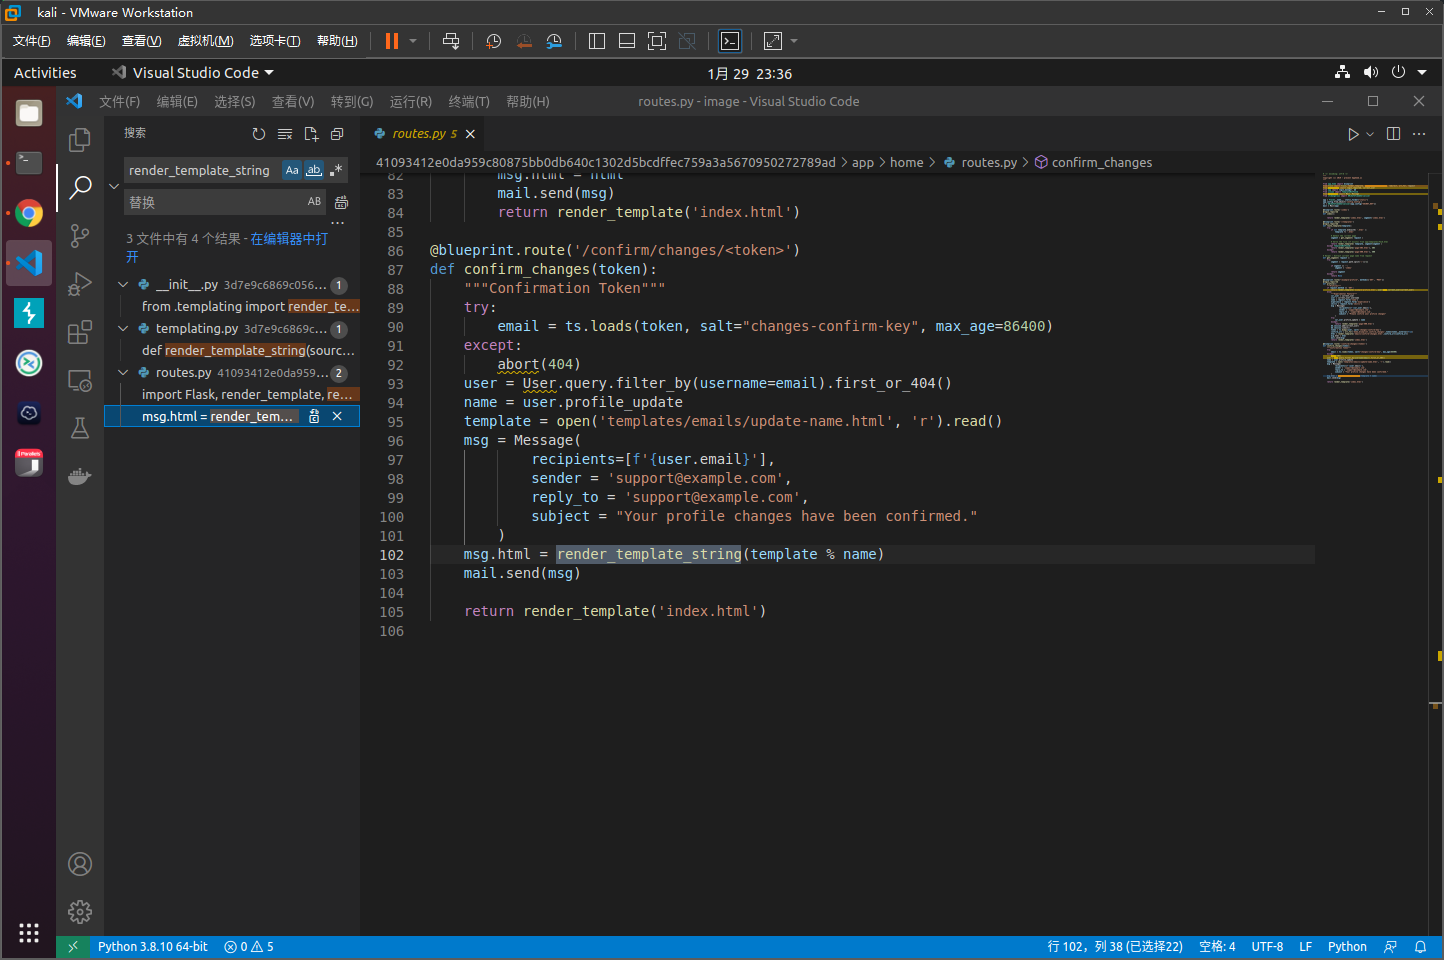 kali - VMware Workstation
文件(F) 编辑(E) 查看(V) 虚拟机(M) 选项卡(T) 帮助(H)
Activities Visual Studio Code 1月 29 23:36
文件(F) 编辑(E) 选择(S) 查看(V) 转到(G) 运行(R) 终端(T) 帮助(H) routes.py - image - Visual Studio Code
搜索
routes.py 5
render_template_string Aa ab .*
替换 AB
3 文件中有 4 个结果 - 在编辑器中打
开
__init__.py 3d7e9c6869c056... 1
from .templating import render_te...
templating.py 3d7e9c6869c... 1
def render_template_string(sourc...
routes.py 41093412e0da959... 2
import Flask, render_template, re...
msg.html = render_tem...
41093412e0da959c80875bb0db640c1302d5bcdffec759a3a5670950272789ad > app > home > routes.py > confirm_changes
82 msg.html = html
83 mail.send(msg)
84 return render_template('index.html')
85
86 @blueprint.route('/confirm/changes/<token>')
87 def confirm_changes(token):
88 """Confirmation Token"""
89 try:
90 email = ts.loads(token, salt="changes-confirm-key", max_age=86400)
91 except:
92 abort(404)
93 user = User.query.filter_by(username=email).first_or_404()
94 name = user.profile_update
95 template = open('templates/emails/update-name.html', 'r').read()
96 msg = Message(
97 recipients=[f'{user.email}'],
98 sender = 'support@example.com',
99 reply_to = 'support@example.com',
100 subject = "Your profile changes have been confirmed."
101 )
102 msg.html = render_template_string(template % name)
103 mail.send(msg)
104
105 return render_template('index.html')
106
Python 3.8.10 64-bit 0 5 行 102，列 38 (已选择22) 空格: 4 UTF-8 LF Python